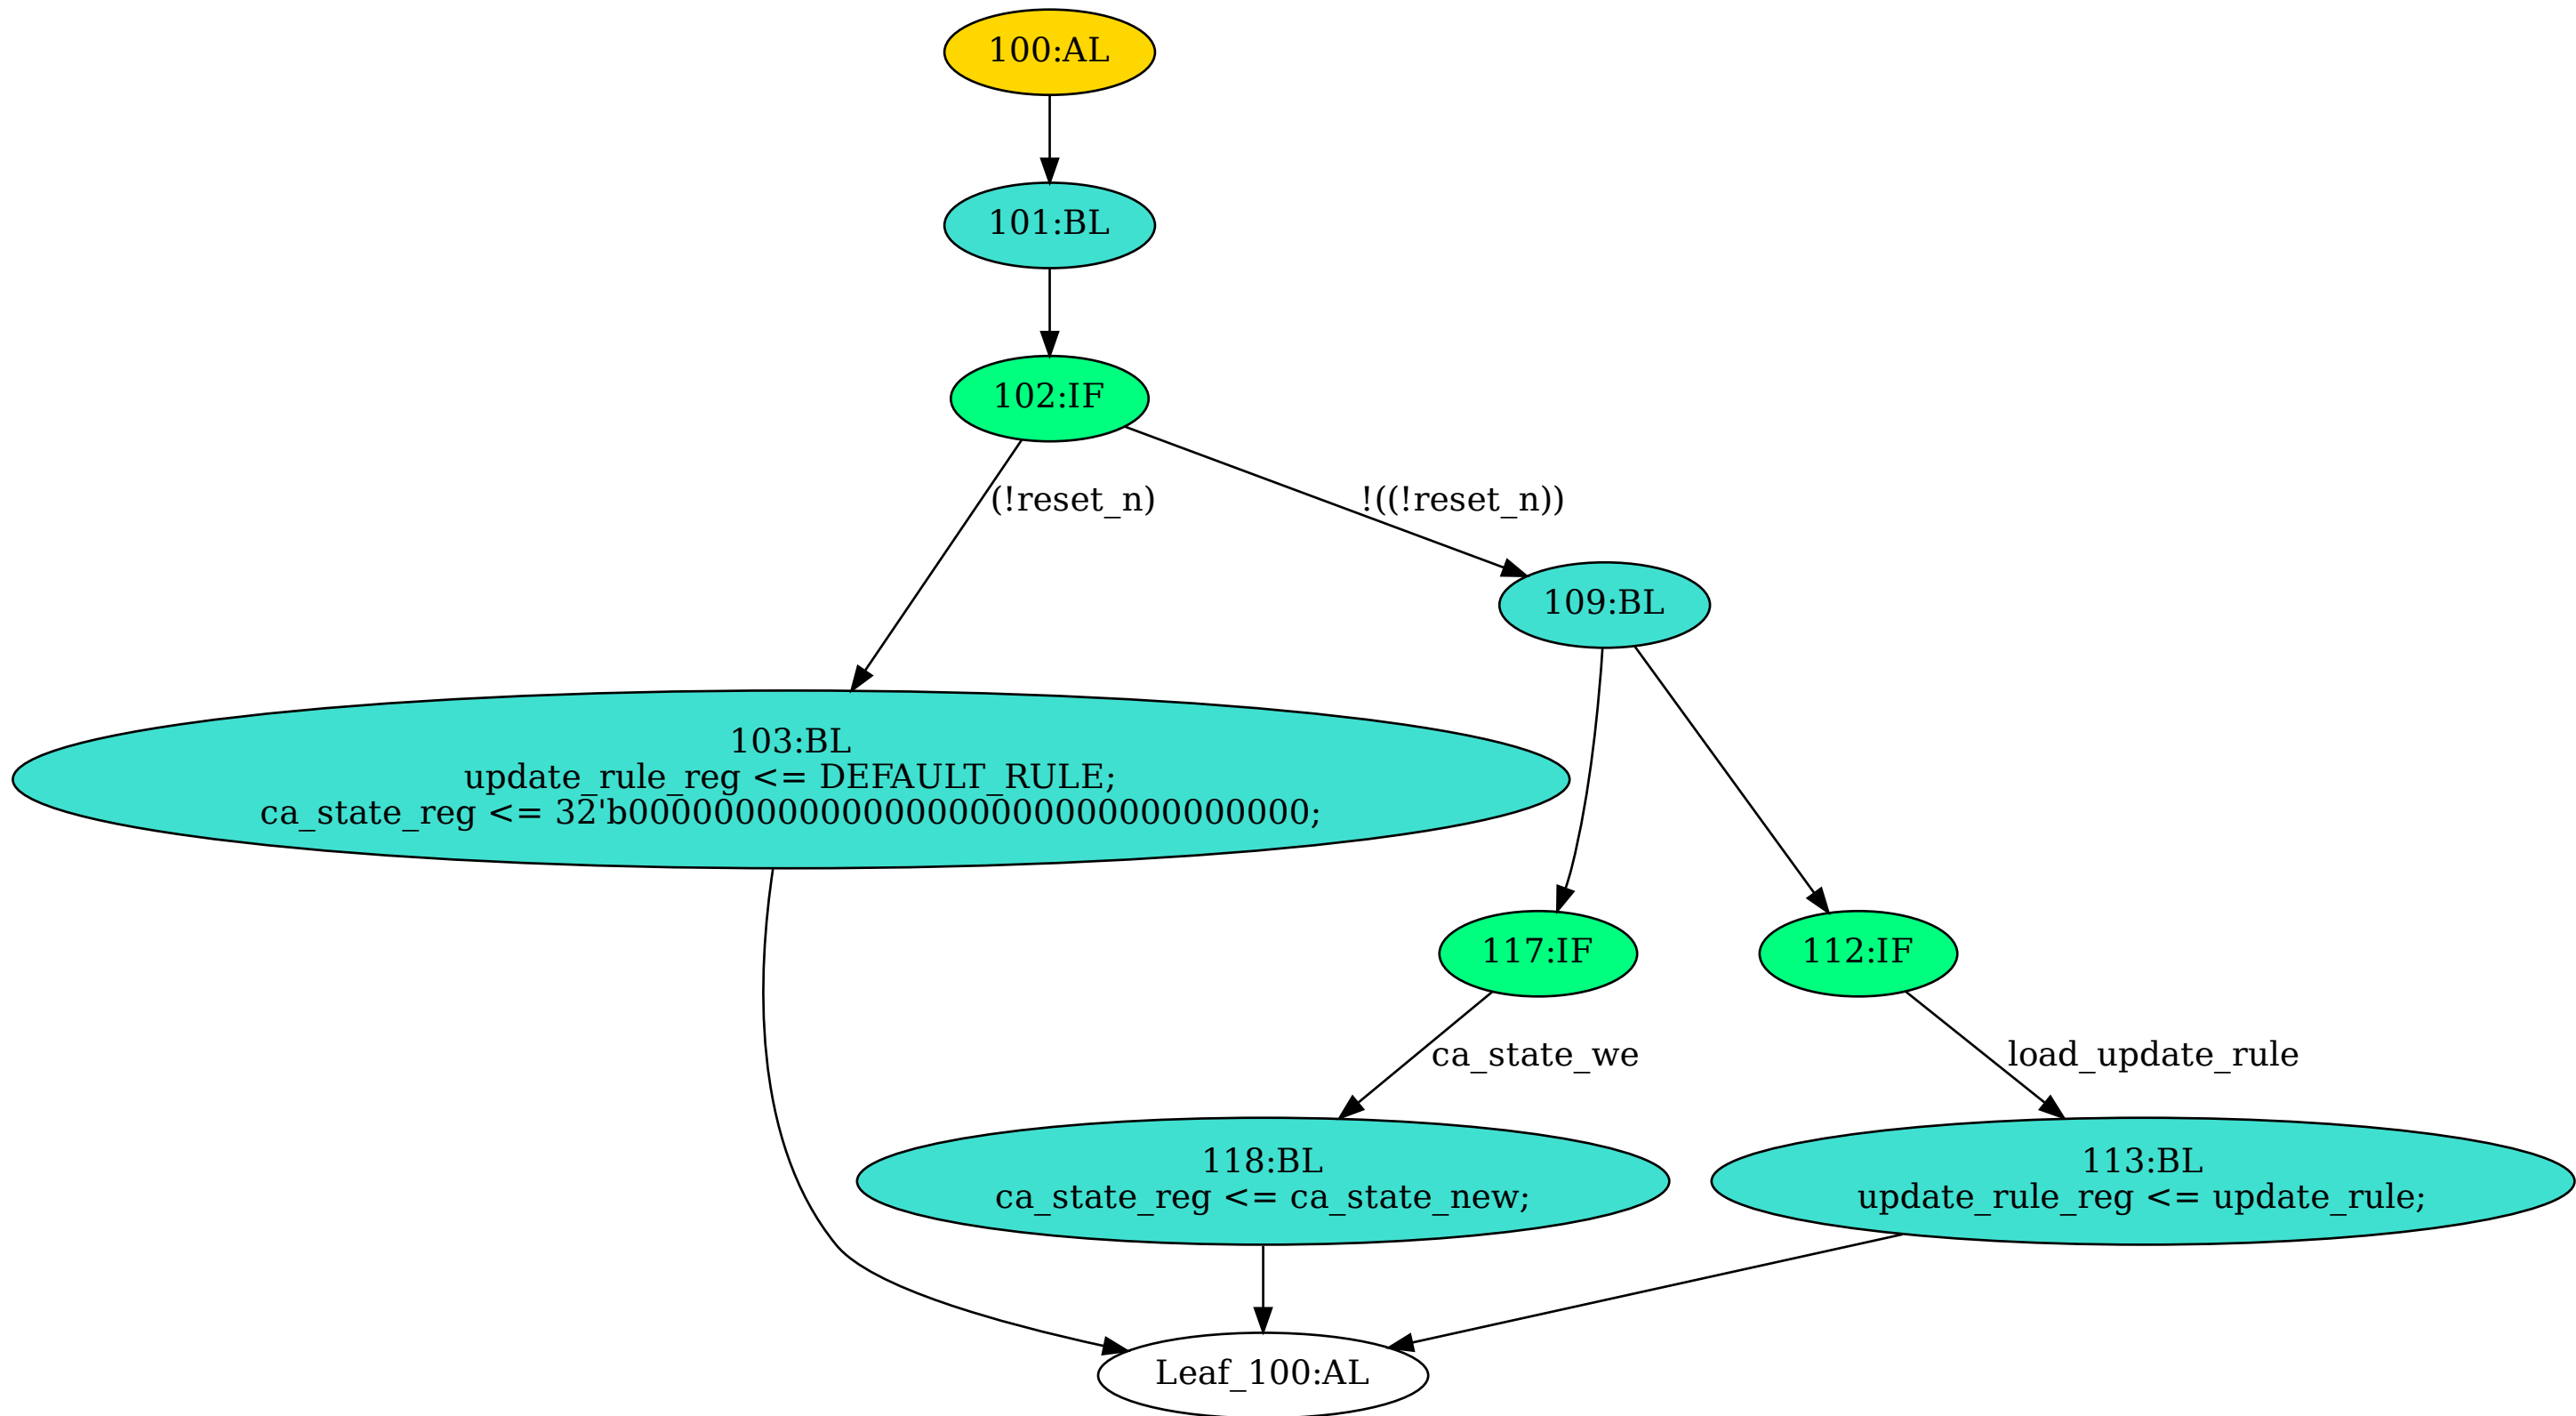 100:AL
101:BL
102:IF
(!reset_n)
!((!reset_n))
109:BL
103:BL
update_rule_reg <= DEFAULT_RULE;
ca_state_reg <= 32'b00000000000000000000000000000000;
117:IF
112:IF
ca_state_we
load_update_rule
118:BL
ca_state_reg <= ca_state_new;
113:BL
update_rule_reg <= update_rule;
Leaf_100:AL